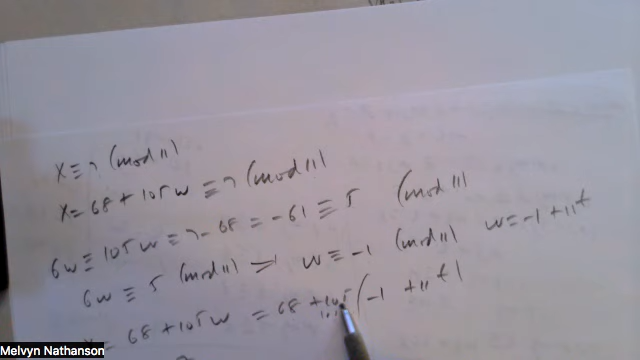 x ≡ 7 (mod 11)
x = 68 + 105w ≡ 7 (mod 11)
6w ≡ 105w ≡ 7 - 68 = -61 ≡ 5 (mod 11)
6w ≡ 5 (mod 11) ⇒ w ≡ -1 (mod 11) w = -1 + 11t
= 68 + 105w = 68 + 105 (-1 + 11t)
Melvyn Nathanson